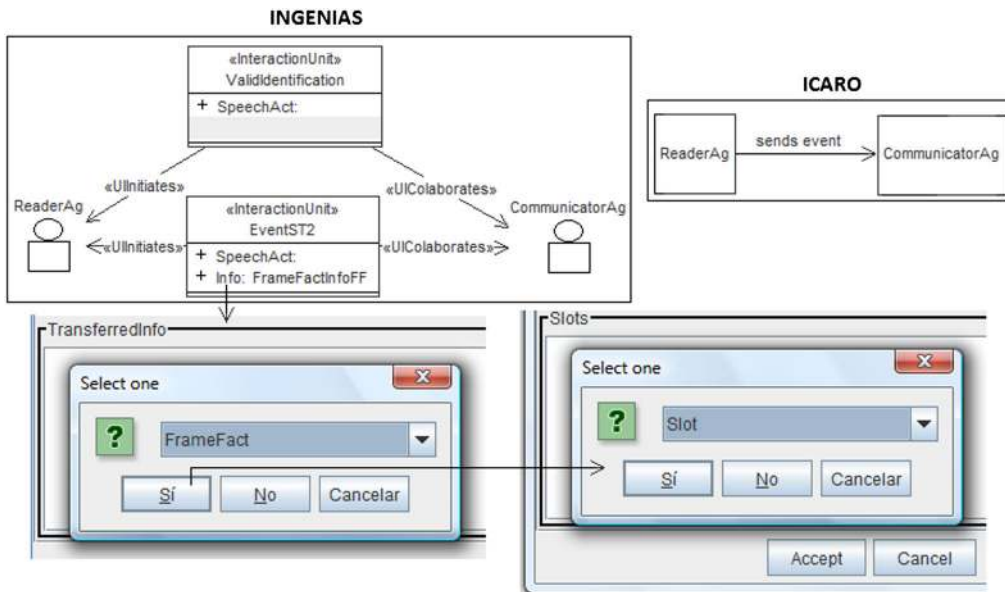 INGENIAS
«InteractionUnit»
ValidIdentification
+ SpeechAct:
«UIInitiates»
«UIColaborates»
ReaderAg
CommunicatorAg
«InteractionUnit»
EventST2
«UIInitiates»
«UIColaborates»
+ SpeechAct:
+ Info: FrameFactInfoFF
ICARO
ReaderAg
sends event
CommunicatorAg
TransferredInfo
Select one
?
FrameFact
Sí
No
Cancelar
Slots
Select one
?
Slot
Sí
No
Cancelar
Accept
Cancel